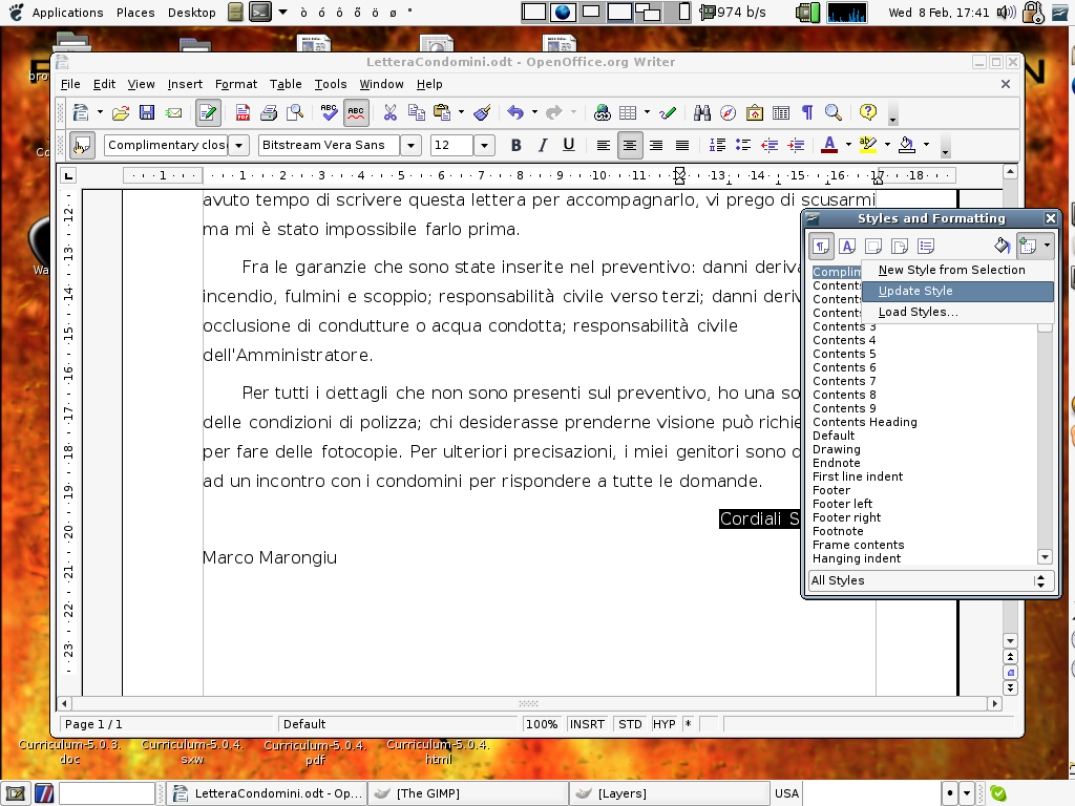 Applications Places Desktop ò ó ô ő ö ø ° 974 b/s Wed 8 Feb, 17:41
LetteraCondomini.odt - OpenOffice.org Writer
File Edit View Insert Format Table Tools Window Help
Complimentary clos Bitstream Vera Sans 12
avuto tempo di scrivere questa lettera per accompagnarlo, vi prego di scusarmi
ma mi è stato impossibile farlo prima.
Fra le garanzie che sono state inserite nel preventivo: danni deriva
incendio, fulmini e scoppio; responsabilità civile verso terzi; danni deriv
occlusione di condutture o acqua condotta; responsabilità civile
dell'Amministratore.
Per tutti i dettagli che non sono presenti sul preventivo, ho una so
delle condizioni di polizza; chi desiderasse prenderne visione può richie
per fare delle fotocopie. Per ulteriori precisazioni, i miei genitori sono
ad un incontro con i condomini per rispondere a tutte le domande.
Cordiali S
Marco Marongiu
Styles and Formatting
New Style from Selection
Update Style
Load Styles...
Complim
Content
Content
Contents
Contents 3
Contents 4
Contents 5
Contents 6
Contents 7
Contents 8
Contents 9
Contents Heading
Default
Drawing
Endnote
First line indent
Footer
Footer left
Footer right
Footnote
Frame contents
Hanging indent
All Styles
Page 1 / 1 Default 100% INSRT STD HYP *
Curriculum-5.0.3.doc
Curriculum-5.0.4.sxw
Curriculum-5.0.4.pdf
Curriculum-5.0.4.html
LetteraCondomini.odt - Op... [The GIMP] [Layers] USA